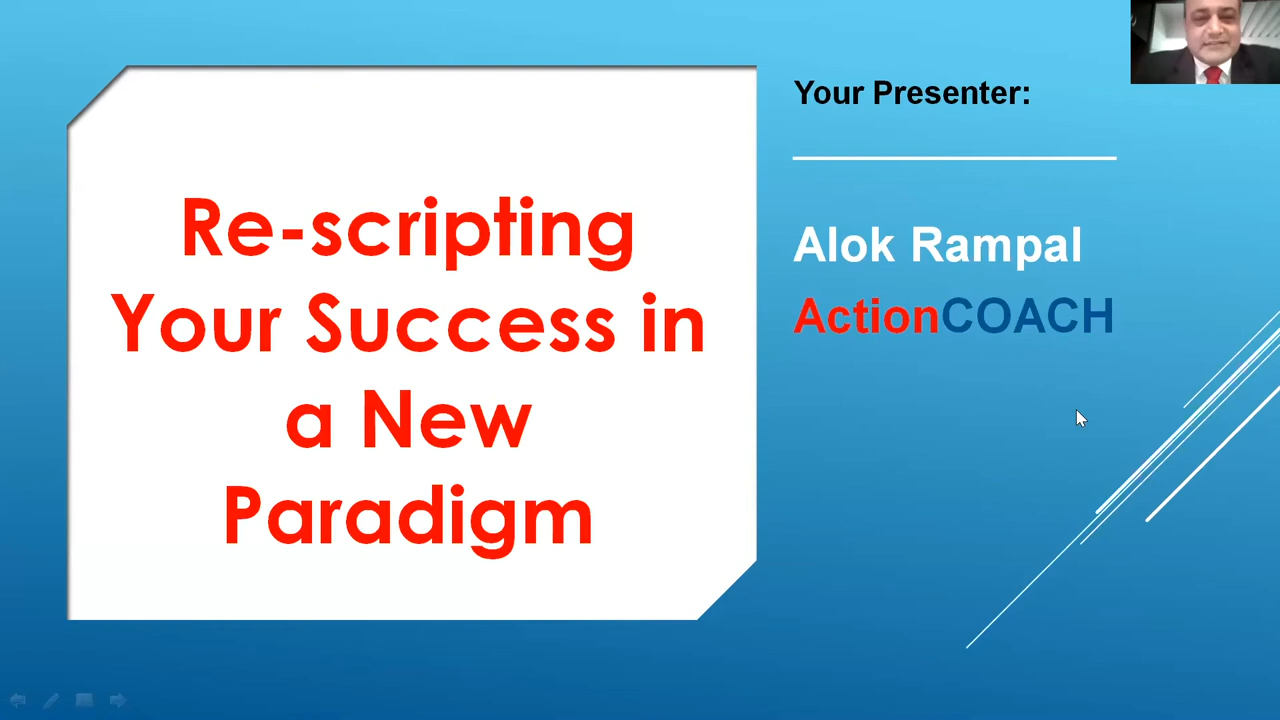 Re-scripting
Your Success in
a New
Paradigm
Your Presenter:
Alok Rampal
ActionCOACH